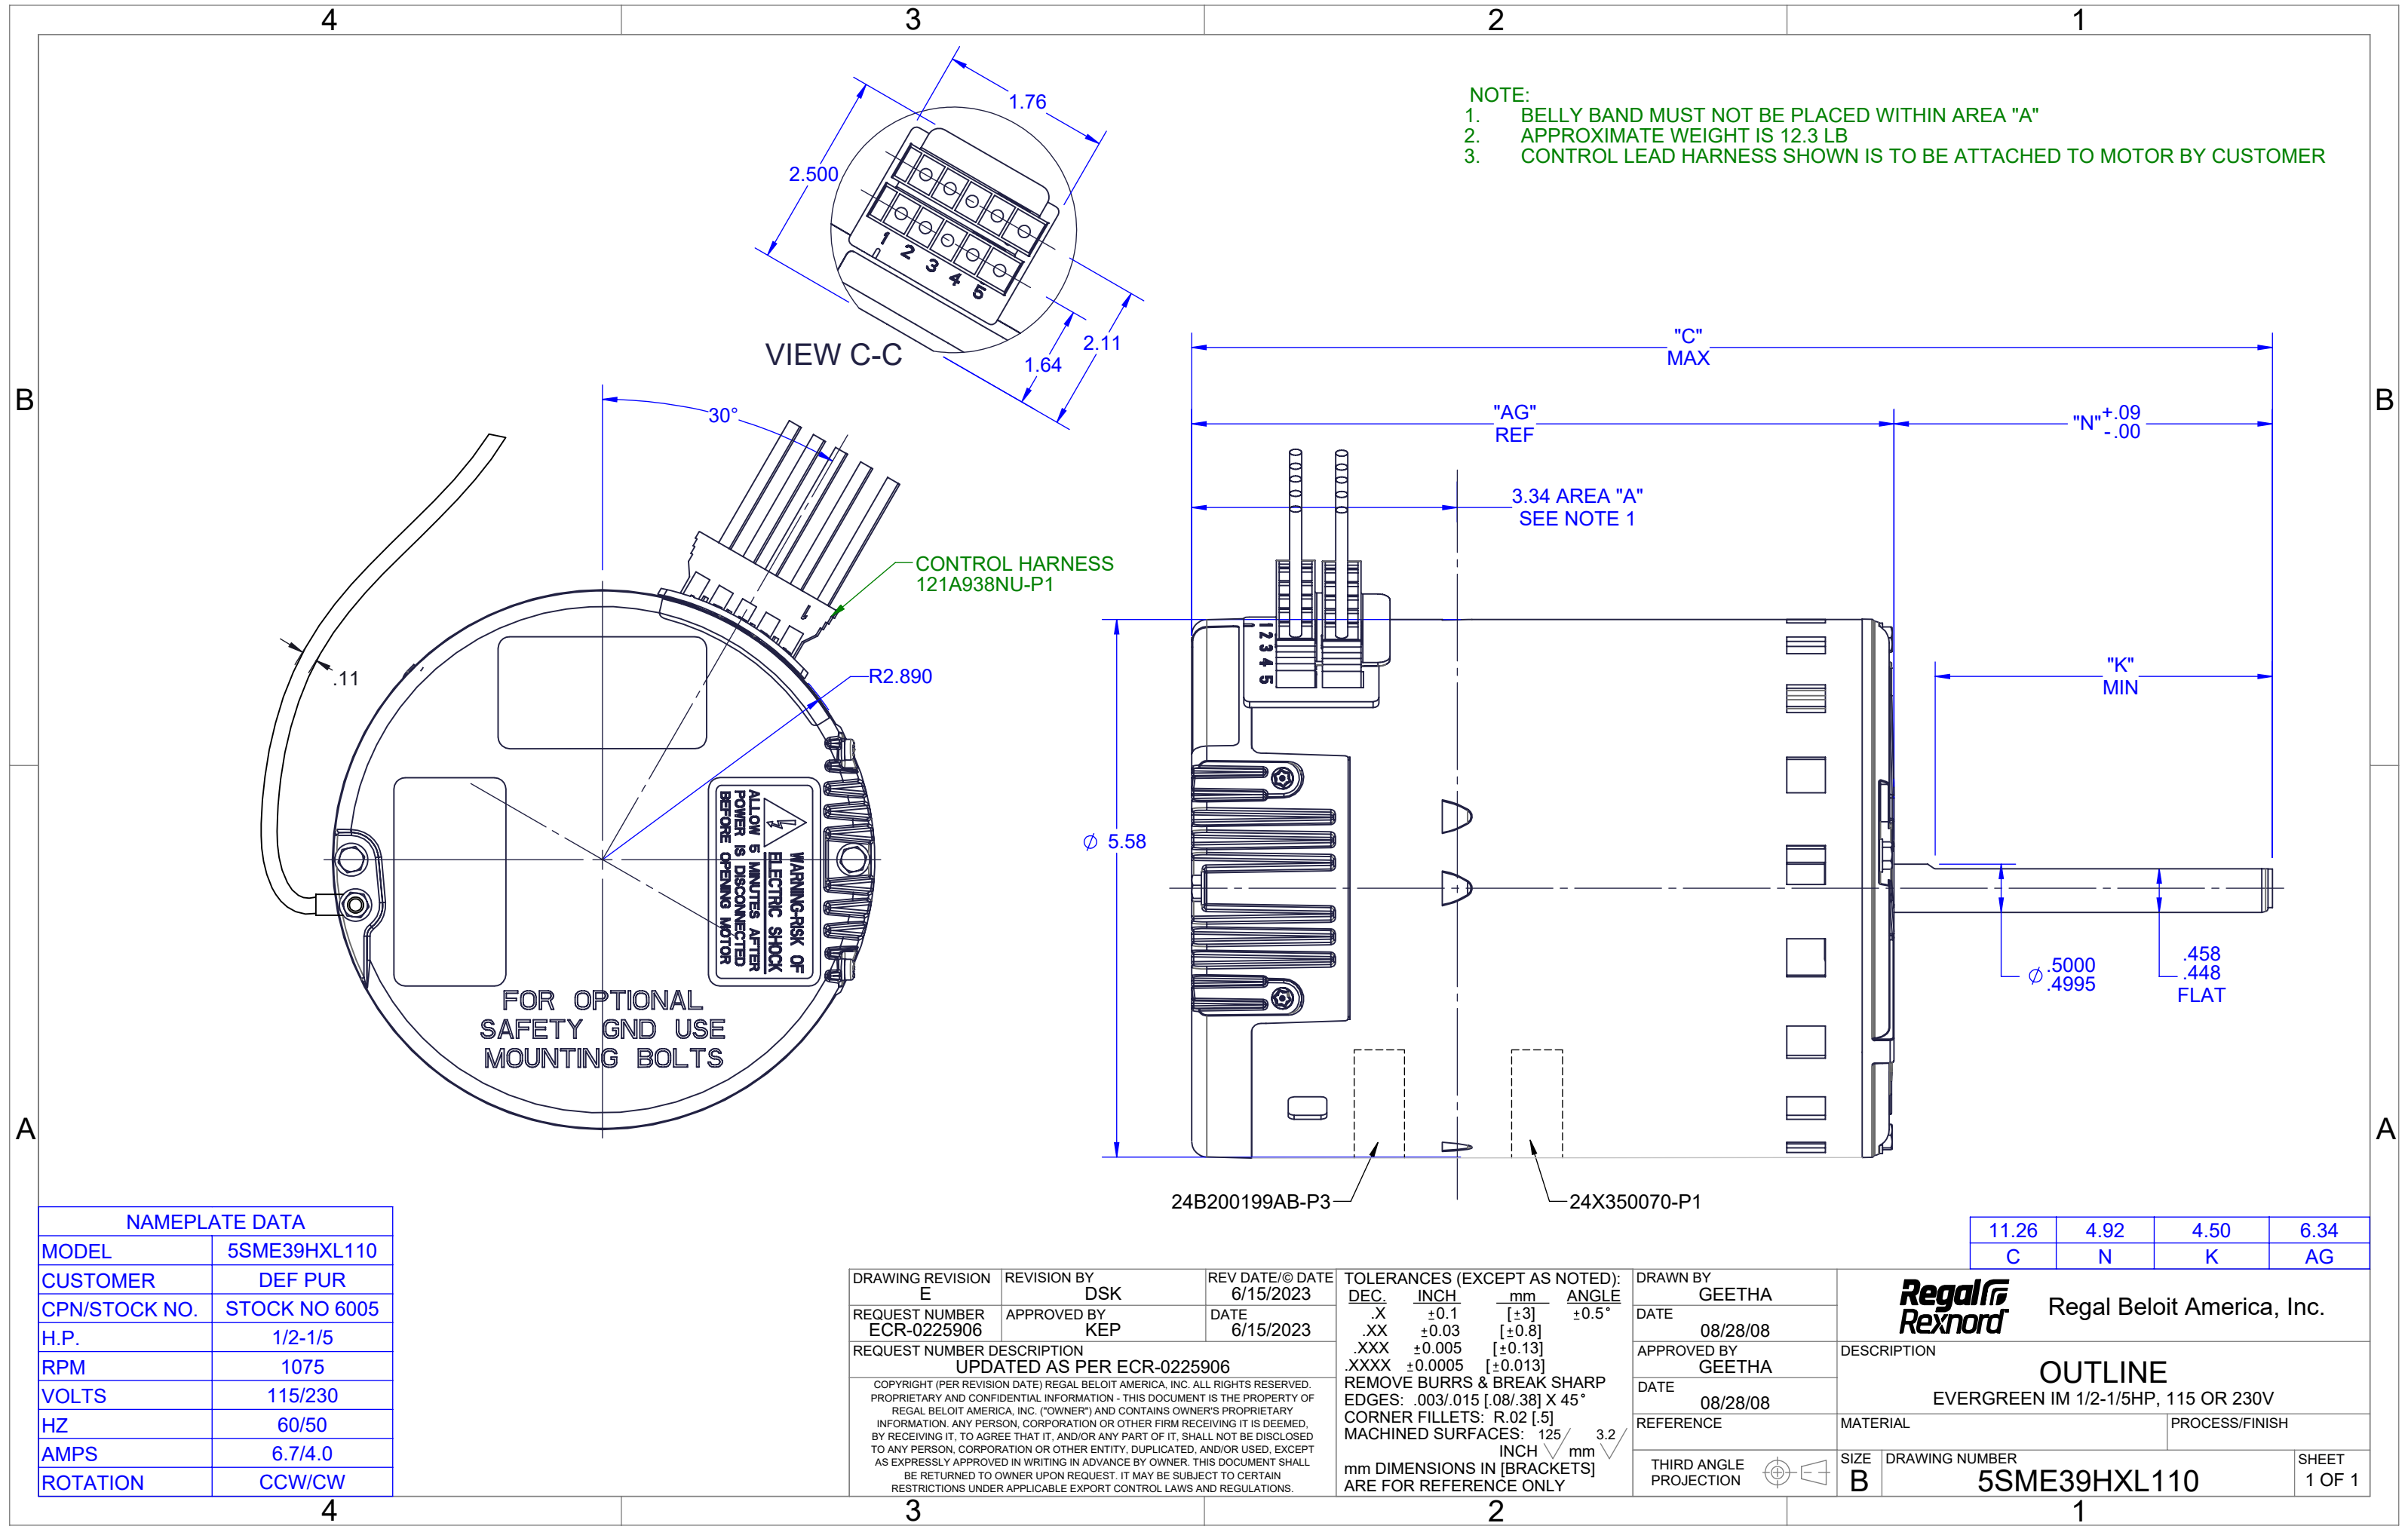 4
3
2
1
B
B
A
A
NOTE:
1. BELLY BAND MUST NOT BE PLACED WITHIN AREA "A"
2. APPROXIMATE WEIGHT IS 12.3 LB
3. CONTROL LEAD HARNESS SHOWN IS TO BE ATTACHED TO MOTOR BY CUSTOMER
1.76
2.500
1 2 3 4 5
2.11
1.64
VIEW C-C
30°
CONTROL HARNESS
121A938NU-P1
1
.11
R2.890
WARNING-RISK OF
ELECTRIC SHOCK
ALLOW 5 MINUTES AFTER
POWER IS DISCONNECTED
BEFORE OPENING MOTOR
FOR OPTIONAL
SAFETY GND USE
MOUNTING BOLTS
"C"
MAX
"AG"
REF
"N" +.09
-.00
3.34 AREA "A"
SEE NOTE 1
1 2 3 4 5
"K"
MIN
Ø 5.58
Ø .5000
.4995
.458
.448
FLAT
24B200199AB-P3
24X350070-P1
NAMEPLATE DATA
MODEL 5SME39HXL110
CUSTOMER DEF PUR
CPN/STOCK NO. STOCK NO 6005
H.P. 1/2-1/5
RPM 1075
VOLTS 115/230
HZ 60/50
AMPS 6.7/4.0
ROTATION CCW/CW
11.26 4.92 4.50 6.34
C N K AG
DRAWING REVISION
E
REVISION BY
DSK
REV DATE/© DATE
6/15/2023
REQUEST NUMBER
ECR-0225906
APPROVED BY
KEP
DATE
6/15/2023
REQUEST NUMBER DESCRIPTION
UPDATED AS PER ECR-0225906
COPYRIGHT (PER REVISION DATE) REGAL BELOIT AMERICA, INC. ALL RIGHTS RESERVED.
PROPRIETARY AND CONFIDENTIAL INFORMATION - THIS DOCUMENT IS THE PROPERTY OF
REGAL BELOIT AMERICA, INC. ("OWNER") AND CONTAINS OWNER'S PROPRIETARY
INFORMATION. ANY PERSON, CORPORATION OR OTHER FIRM RECEIVING IT IS DEEMED,
BY RECEIVING IT, TO AGREE THAT IT, AND/OR ANY PART OF IT, SHALL NOT BE DISCLOSED
TO ANY PERSON, CORPORATION OR OTHER ENTITY, DUPLICATED, AND/OR USED, EXCEPT
AS EXPRESSLY APPROVED IN WRITING IN ADVANCE BY OWNER. THIS DOCUMENT SHALL
BE RETURNED TO OWNER UPON REQUEST. IT MAY BE SUBJECT TO CERTAIN
RESTRICTIONS UNDER APPLICABLE EXPORT CONTROL LAWS AND REGULATIONS.
TOLERANCES (EXCEPT AS NOTED):
DEC. INCH mm ANGLE
.X ±0.1 [±3] ±0.5°
.XX ±0.03 [±0.8]
.XXX ±0.005 [±0.13]
.XXXX ±0.0005 [±0.013]
REMOVE BURRS & BREAK SHARP
EDGES: .003/.015 [.08/.38] X 45°
CORNER FILLETS: R.02 [.5]
MACHINED SURFACES: 125 3.2
INCH mm
mm DIMENSIONS IN [BRACKETS]
ARE FOR REFERENCE ONLY
DRAWN BY
GEETHA
DATE
08/28/08
APPROVED BY
GEETHA
DATE
08/28/08
REFERENCE
THIRD ANGLE
PROJECTION
Regal
Rexnord
Regal Beloit America, Inc.
DESCRIPTION
OUTLINE
EVERGREEN IM 1/2-1/5HP, 115 OR 230V
MATERIAL
PROCESS/FINISH
SIZE
B
DRAWING NUMBER
5SME39HXL110
SHEET
1 OF 1
4
3
2
1